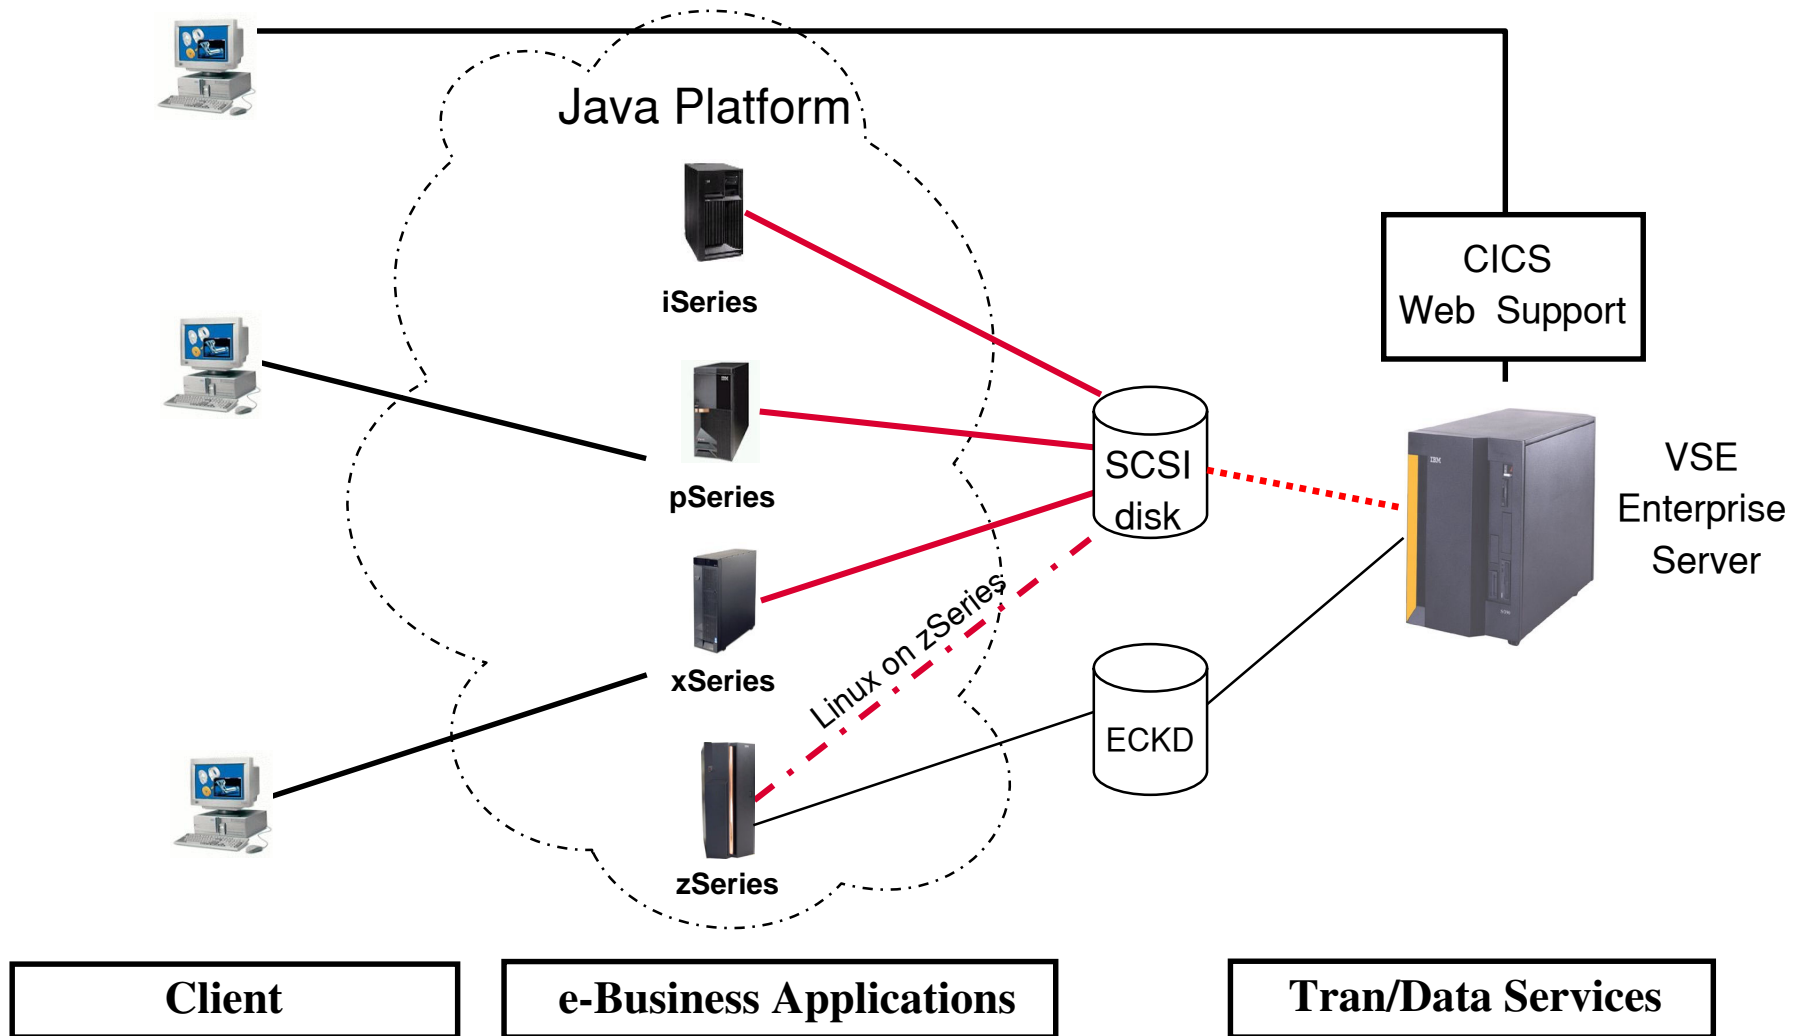 Java Platform
iSeries
CICS
Web Support
pSeries
SCSI
disk
VSE
Enterprise
Server
IBM
Linux on zSeries
xSeries
ECKD
zSeries
Client
e-Business Applications
Tran/Data Services